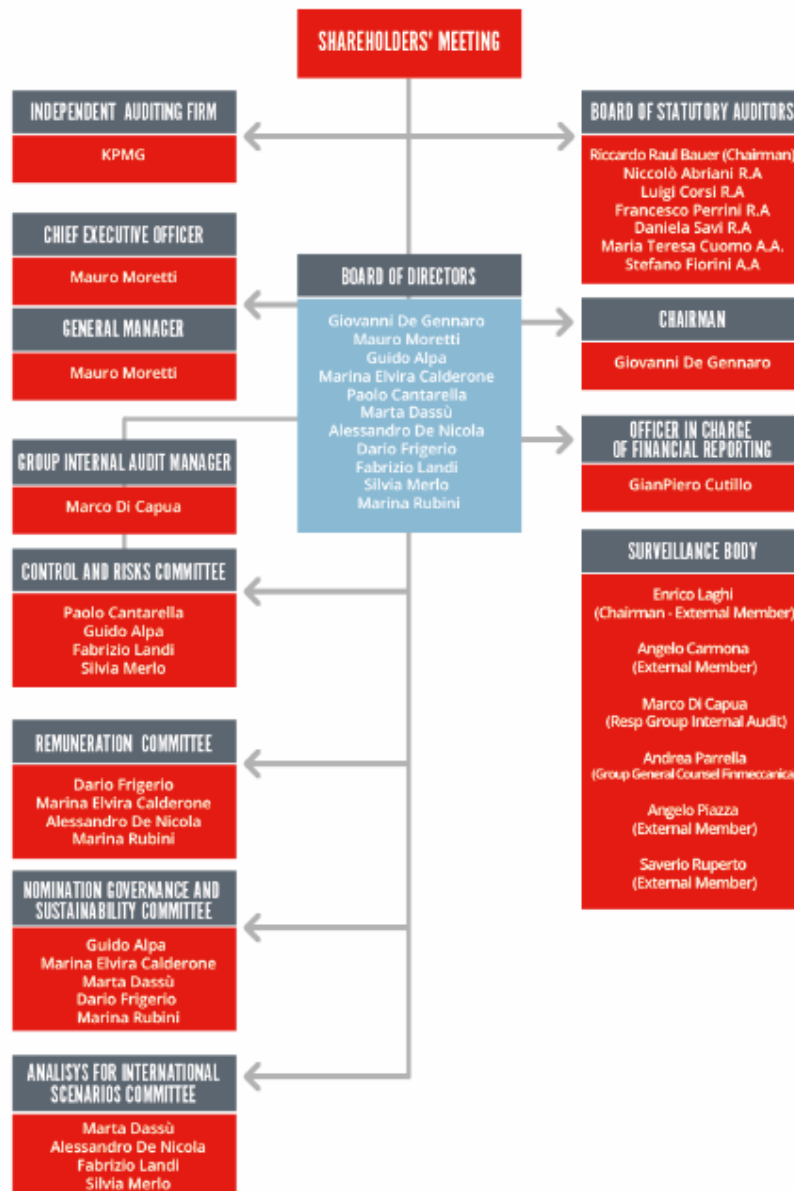 SHAREHOLDERS' MEETING
INDEPENDENT AUDITING FIRM
KPMG
BOARD OF STATUTORY AUDITORS
Riccardo Raul Bauer (Chairman)
Niccolò Abriani R.A
Luigi Corsi R.A
Francesco Perrini R.A
Daniela Savi R.A
Maria Teresa Cuomo A.A.
Stefano Fiorini A.A
CHIEF EXECUTIVE OFFICER
Mauro Moretti
GENERAL MANAGER
Mauro Moretti
BOARD OF DIRECTORS
Giovanni De Gennaro
Mauro Moretti
Guido Alpa
Marina Elvira Calderone
Paolo Cantarella
Marta Dassù
Alessandro De Nicola
Dario Frigerio
Fabrizio Landi
Silvia Merlo
Marina Rubini
CHAIRMAN
Giovanni De Gennaro
OFFICER IN CHARGE
OF FINANCIAL REPORTING
GianPiero Cutillo
GROUP INTERNAL AUDIT MANAGER
Marco Di Capua
CONTROL AND RISKS COMMITTEE
Paolo Cantarella
Guido Alpa
Fabrizio Landi
Silvia Merlo
SURVEILLANCE BODY
Enrico Laghi
(Chairman - External Member)
Angelo Carmona
(External Member)
Marco Di Capua
(Resp Group Internal Audit)
Andrea Parrella
(Group General Counsel Finmeccanica
Angelo Piazza
(External Member)
Saverio Ruperto
(External Member)
REMUNERATION COMMITTEE
Dario Frigerio
Marina Elvira Calderone
Alessandro De Nicola
Marina Rubini
NOMINATION GOVERNANCE AND
SUSTAINABILITY COMMITTEE
Guido Alpa
Marina Elvira Calderone
Marta Dassù
Dario Frigerio
Marina Rubini
ANALISYS FOR INTERNATIONAL
SCENARIOS COMMITTEE
Marta Dassù
Alessandro De Nicola
Fabrizio Landi
Silvia Merlo